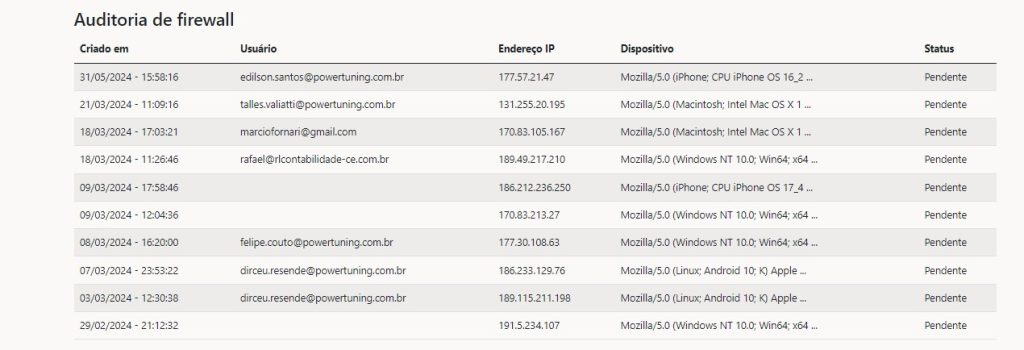 Auditoria de firewall
Criado em Usuário Endereço IP Dispositivo Status
31/05/2024 - 15:58:16 edilson.santos@powertuning.com.br 177.57.21.47 Mozilla/5.0 (iPhone; CPU iPhone OS 16_2 ... Pendente
21/03/2024 - 11:09:16 talles.valiatti@powertuning.com.br 131.255.20.195 Mozilla/5.0 (Macintosh; Intel Mac OS X 1 ... Pendente
18/03/2024 - 17:03:21 marciofornari@gmail.com 170.83.105.167 Mozilla/5.0 (Macintosh; Intel Mac OS X 1 ... Pendente
18/03/2024 - 11:26:46 rafael@rlcontabilidade-ce.com.br 189.49.217.210 Mozilla/5.0 (Windows NT 10.0; Win64; x64 ... Pendente
09/03/2024 - 17:58:46 186.212.236.250 Mozilla/5.0 (iPhone; CPU iPhone OS 17_4 ... Pendente
09/03/2024 - 12:04:36 170.83.213.27 Mozilla/5.0 (Windows NT 10.0; Win64; x64 ... Pendente
08/03/2024 - 16:20:00 felipe.couto@powertuning.com.br 177.30.108.63 Mozilla/5.0 (Windows NT 10.0; Win64; x64 ... Pendente
07/03/2024 - 23:53:22 dirceu.resende@powertuning.com.br 186.233.129.76 Mozilla/5.0 (Linux; Android 10; K) Apple ... Pendente
03/03/2024 - 12:30:38 dirceu.resende@powertuning.com.br 189.115.211.198 Mozilla/5.0 (Linux; Android 10; K) Apple ... Pendente
29/02/2024 - 21:12:32 191.5.234.107 Mozilla/5.0 (Windows NT 10.0; Win64; x64 ... Pendente